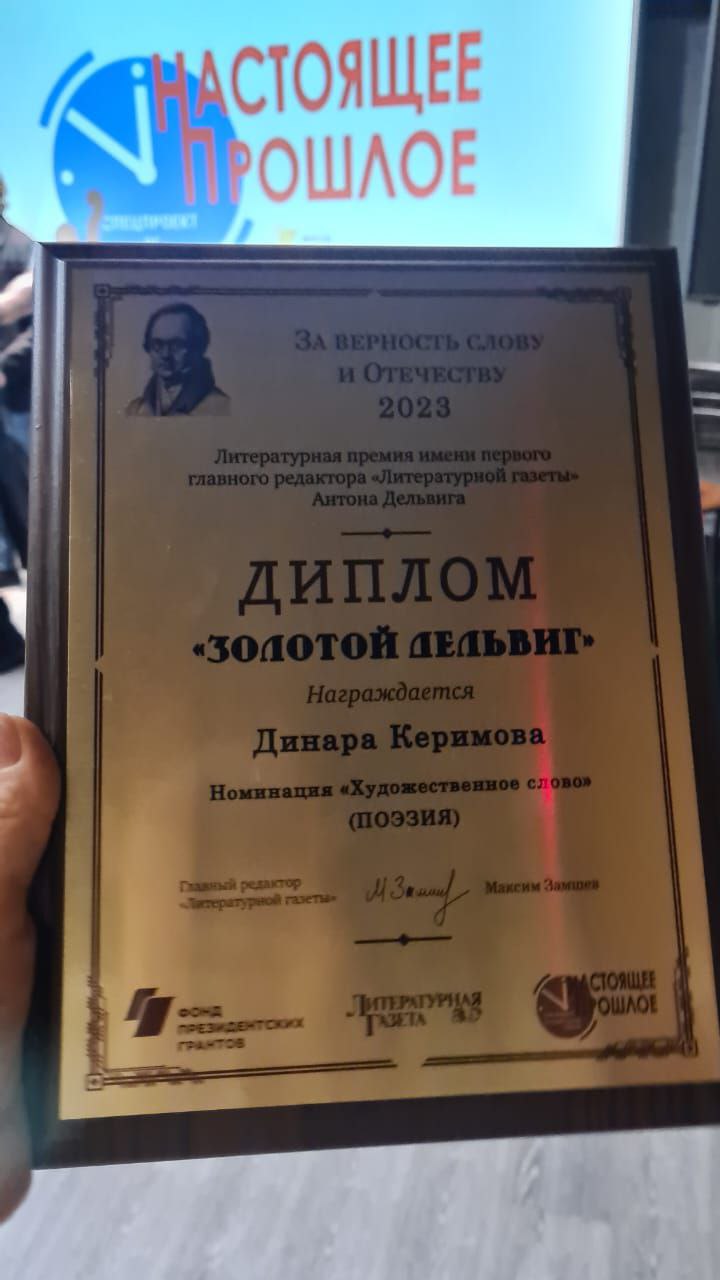 НАСТОЯЩЕЕ
ПРОШЛОЕ
СПЕЦПРОЕКТ
ЗА ВЕРНОСТЬ СЛОВУ
И ОТЕЧЕСТВУ
2023
Литературная премия имени первого
главного редактора «Литературной газеты»
Антона Дельвига
ДИПЛОМ
«ЗОЛОТОЙ ДЕЛЬВИГ»
Награждается
Динара Керимова
Номинация «Художественное слово»
(ПОЭЗИЯ)
Главный редактор
«Литературной газеты»
М Замшев
Максим Замшев
ФОНД
ПРЕЗИДЕНТСКИХ
ГРАНТОВ
ЛИТЕРАТУРНАЯ
ГАЗЕТА
НАСТОЯЩЕЕ
ПРОШЛОЕ